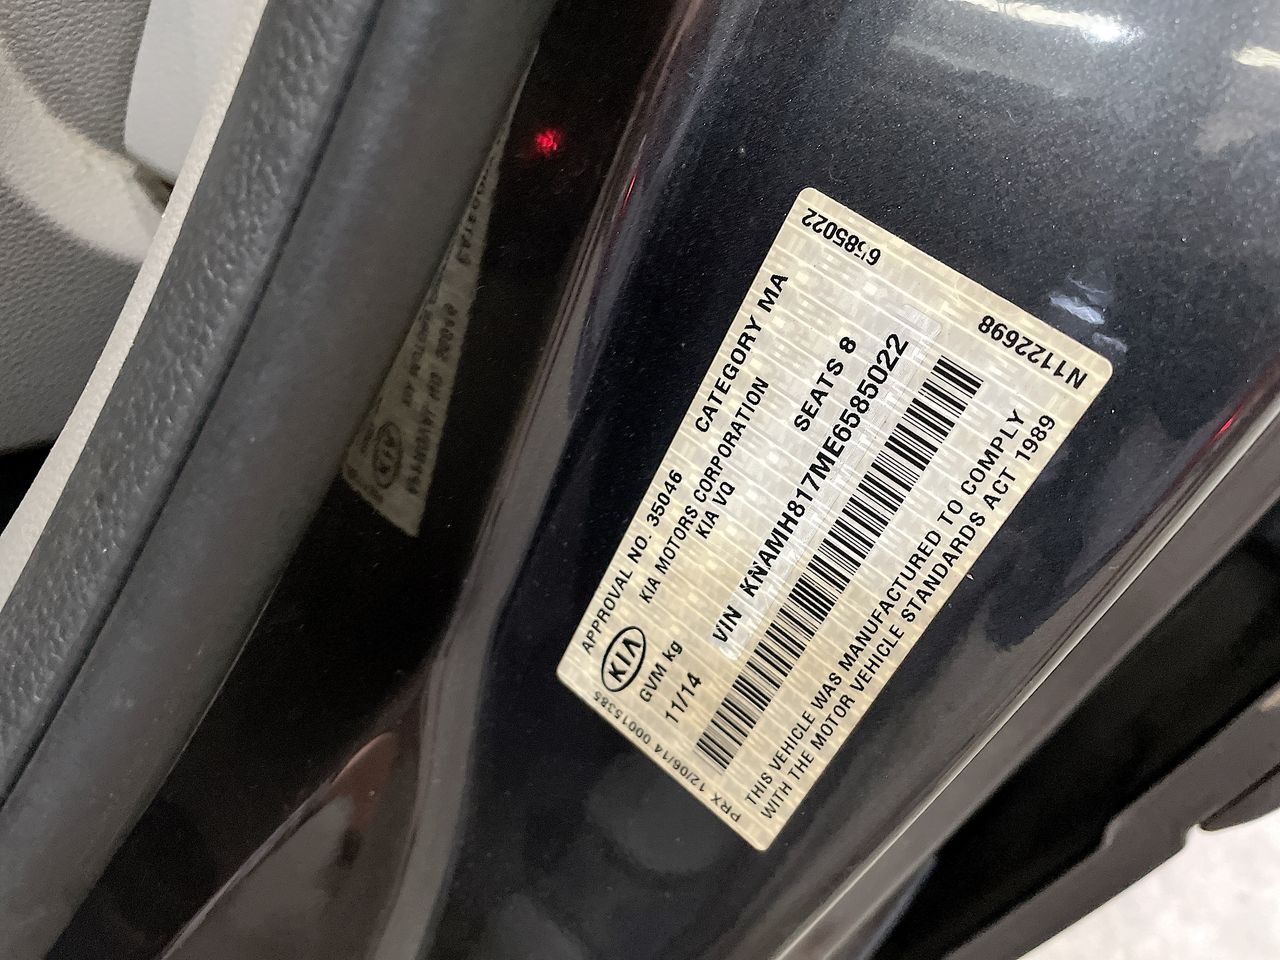 APPROVAL NO. 35046 CATEGORY MA
KIA KIA MOTORS CORPORATION
KIA VQ
GVM kg SEATS 8
11/14 VIN KNAMH817ME6585022
THIS VEHICLE WAS MANUFACTURED TO COMPLY
WITH THE MOTOR VEHICLE STANDARDS ACT 1989
PRX 12/06/14 00015385
6585022
N1122698
KIA